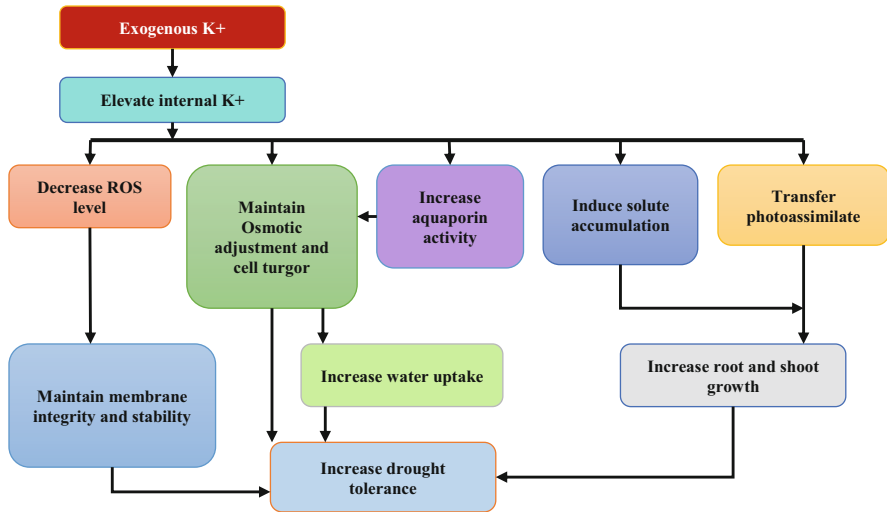 Exogenous K+
Elevate internal K+
Decrease ROS
level
Maintain
Osmotic
adjustment and
cell turgor
Increase
aquaporin
activity
Induce solute
accumulation
Transfer
photoassimilate
Maintain membrane
integrity and stability
Increase water uptake
Increase root and shoot
growth
Increase drought
tolerance